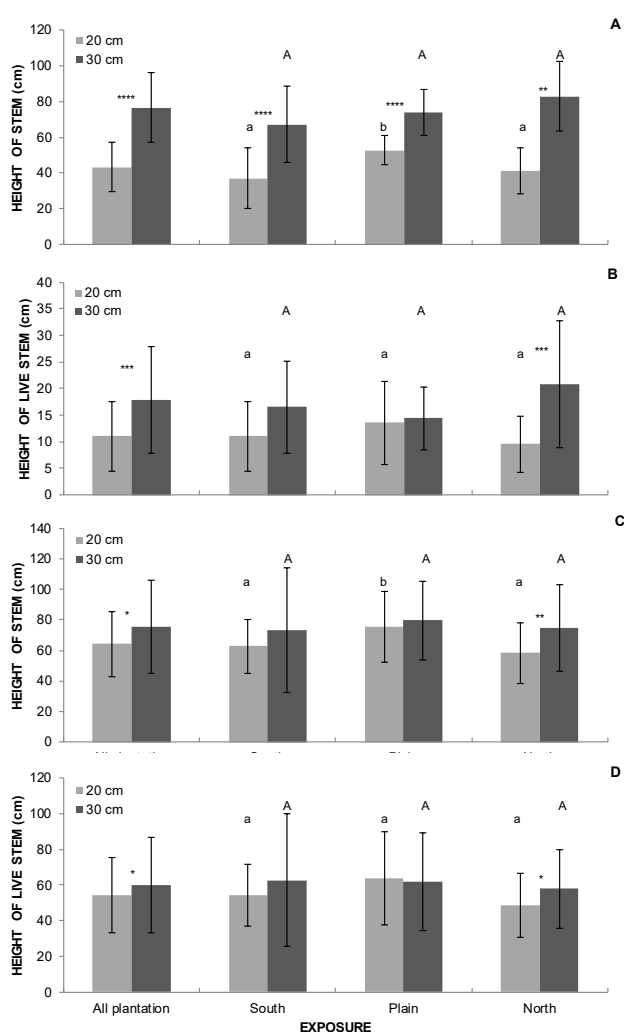 A
20 cm
30 cm
HEIGHT OF STEM (cm)
120
100
80
60
40
20
0
**** 
a **** A
b **** A
a ** A
B
20 cm
30 cm
HEIGHT OF LIVE STEM (cm)
40
35
30
25
20
15
10
5
0
***
a A
a A
a *** A
C
20 cm
30 cm
HEIGHT OF STEM (cm)
140
120
100
80
60
40
20
0
*
a A
b A
a ** A
D
20 cm
30 cm
HEIGHT OF LIVE STEM (cm)
120
100
80
60
40
20
0
*
a A
a A
a * A
All plantation South Plain North
EXPOSURE